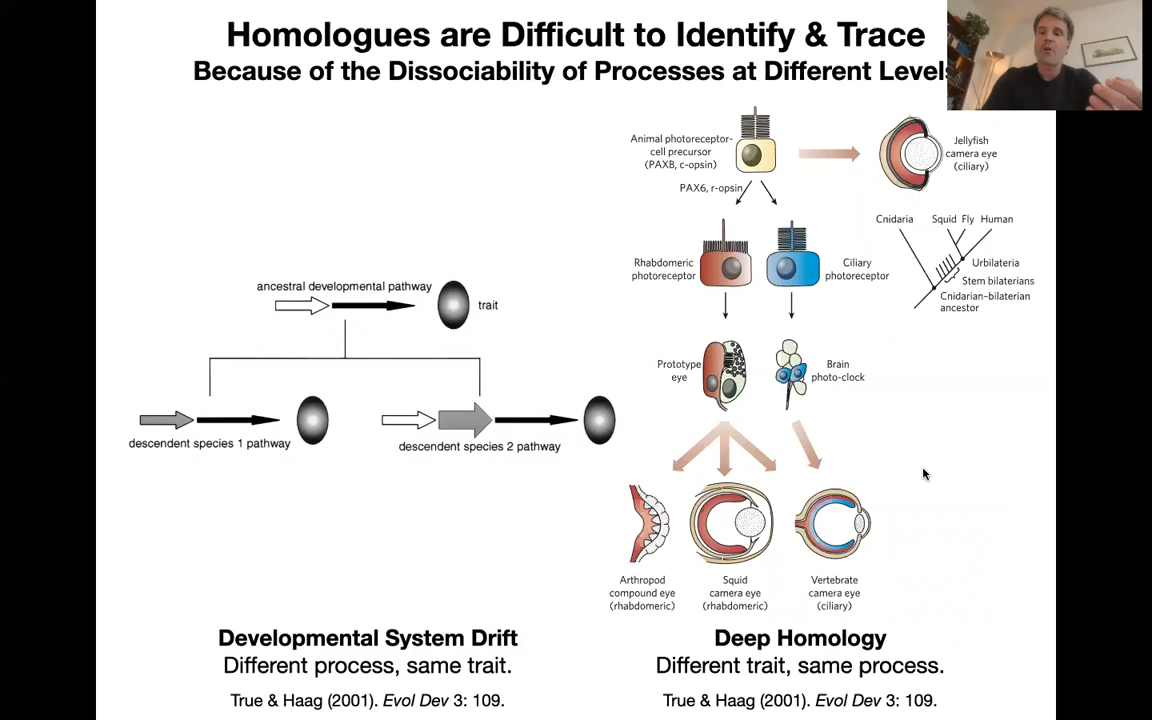 Homologues are Difficult to Identify & Trace
Because of the Dissociability of Processes at Different Levels
Animal photoreceptor-
cell precursor
(PAXB, c-opsin)
Jellyfish
camera eye
(ciliary)
PAX6, r-opsin
Cnidaria
Squid
Fly
Human
Rhabdomeric
photoreceptor
Ciliary
photoreceptor
Urbilateria
Stem bilaterians
Cnidarian–bilaterian
ancestor
ancestral developmental pathway
trait
Prototype
eye
Brain
photo-clock
descendent species 1 pathway
descendent species 2 pathway
Arthropod
compound eye
(rhabdomeric)
Squid
camera eye
(rhabdomeric)
Vertebrate
camera eye
(ciliary)
Developmental System Drift
Different process, same trait.
True & Haag (2001). Evol Dev 3: 109.
Deep Homology
Different trait, same process.
True & Haag (2001). Evol Dev 3: 109.